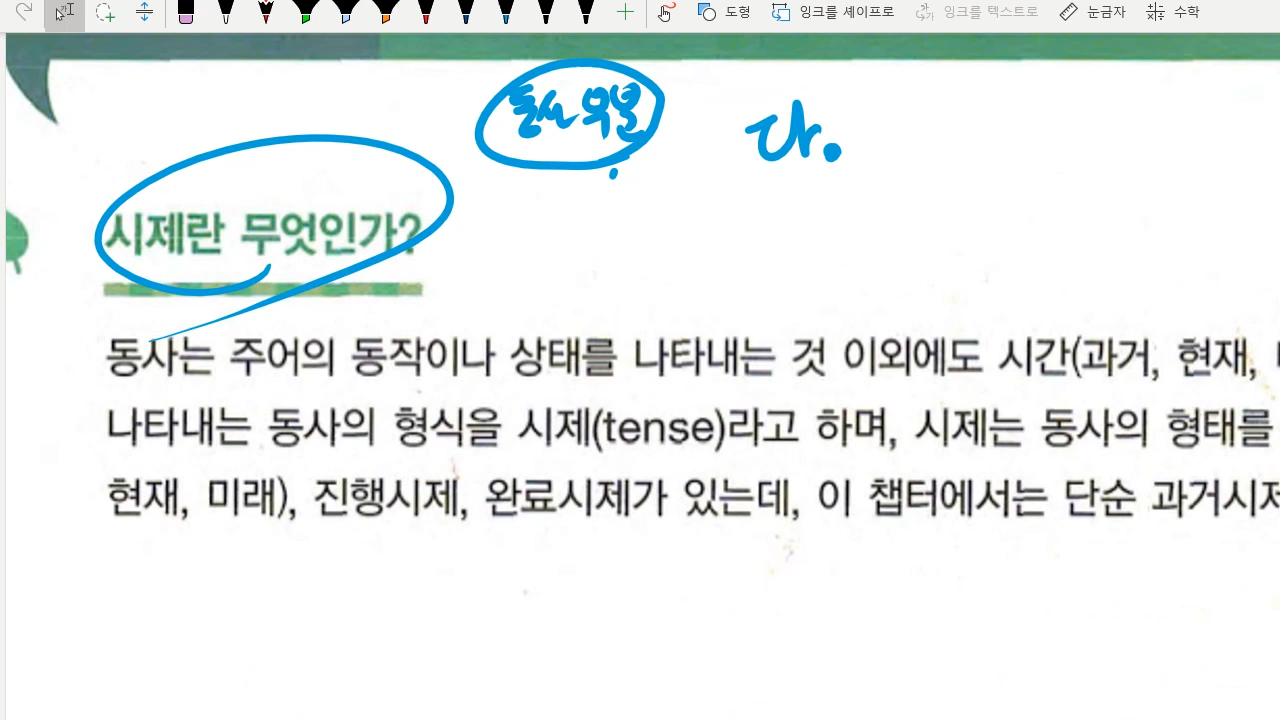 도형 잉크를 셰이프로 잉크를 텍스트로 눈금자 수학
동사 부분 다.
시제란 무엇인가?
동사는 주어의 동작이나 상태를 나타내는 것 이외에도 시간(과거, 현재,
나타내는 동사의 형식을 시제(tense)라고 하며, 시제는 동사의 형태를
현재, 미래), 진행시제, 완료시제가 있는데, 이 챕터에서는 단순 과거시제